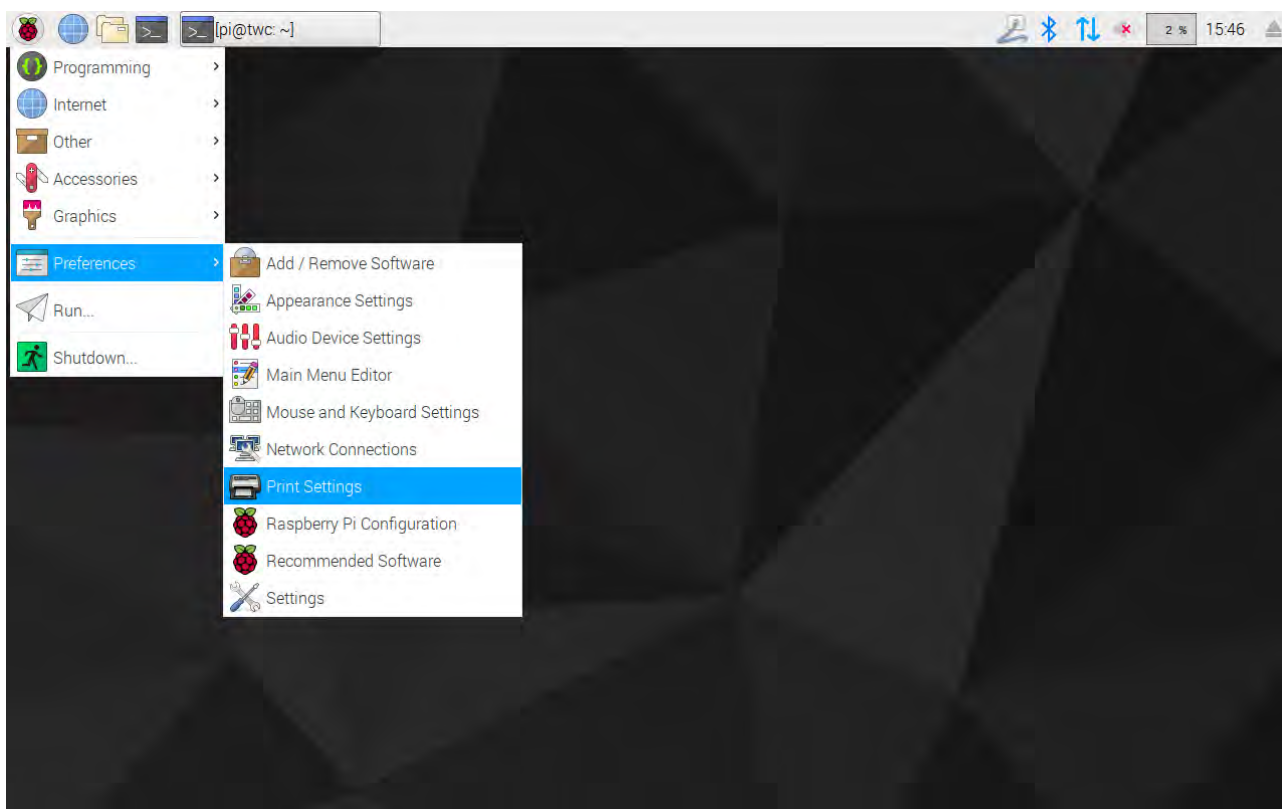 [pi@twc: ~]
2 % 15:46
Programming
Internet
Other
Accessories
Graphics
Preferences
Run...
Shutdown...
Add / Remove Software
Appearance Settings
Audio Device Settings
Main Menu Editor
Mouse and Keyboard Settings
Network Connections
Print Settings
Raspberry Pi Configuration
Recommended Software
Settings